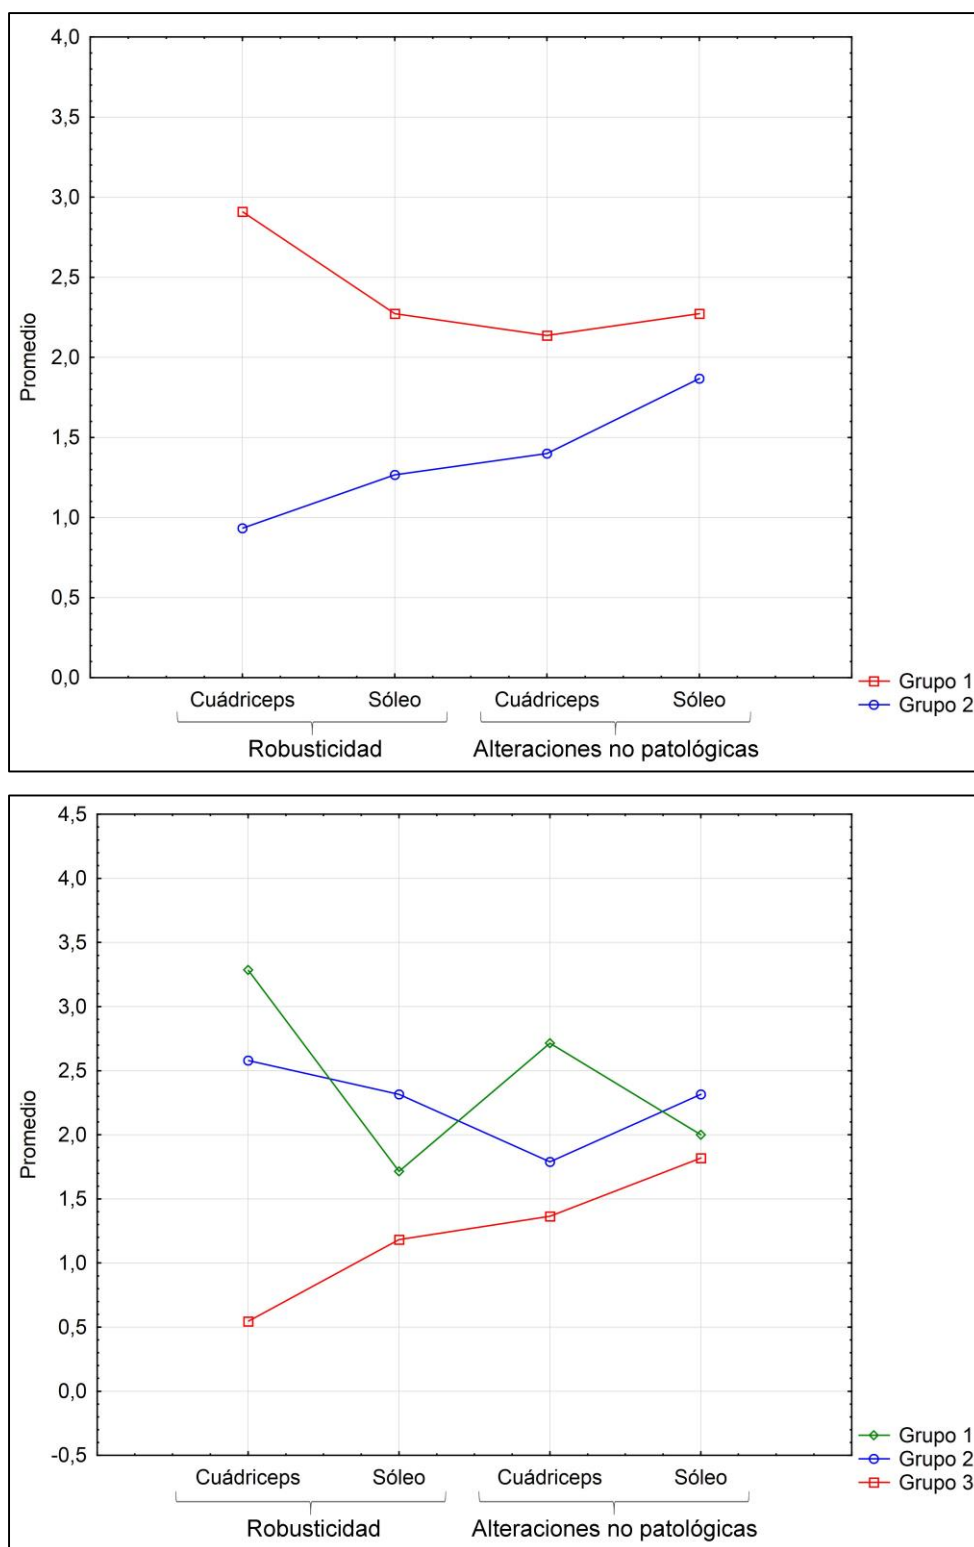 4,0
3,5
3,0
2,5
2,0
1,5
1,0
0,5
0,0
Promedio
Cuádriceps Sóleo Cuádriceps Sóleo
Robusticidad Alteraciones no patológicas
Grupo 1
Grupo 2
4,5
4,0
3,5
3,0
2,5
2,0
1,5
1,0
0,5
0,0
-0,5
Promedio
Cuádriceps Sóleo Cuádriceps Sóleo
Robusticidad Alteraciones no patológicas
Grupo 1
Grupo 2
Grupo 3